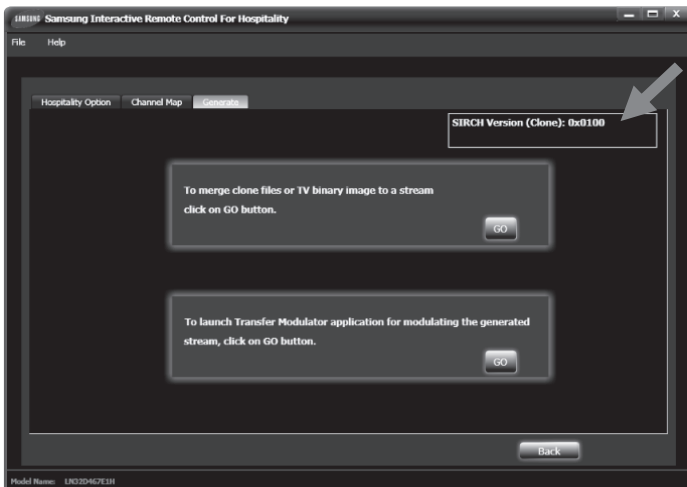 SAMSUNG Samsung Interactive Remote Control For Hospitality
File Help
Hospitality Option Channel Map Generate
SIRCH Version (Clone): 0x0100
To merge clone files or TV binary image to a stream
click on GO button.
GO
To launch Transfer Modulator application for modulating the generated
stream, click on GO button.
GO
Back
Model Name: LN32D467E1H